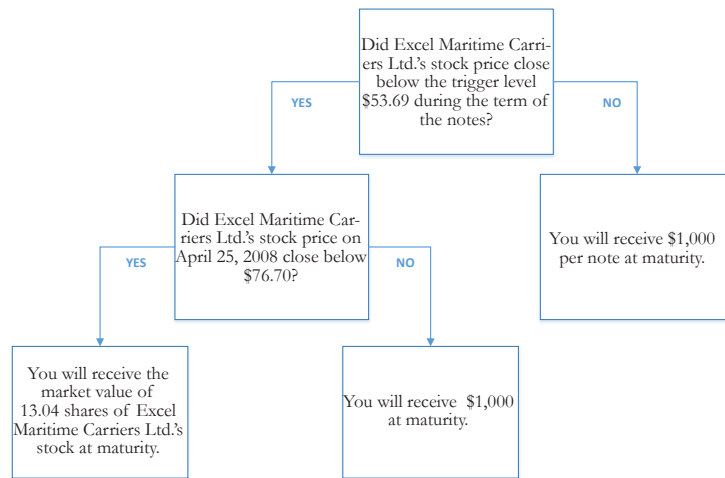 Did Excel Maritime Carri-
ers Ltd.'s stock price close
below the trigger level
$53.69 during the term of
the notes?
YES
NO
Did Excel Maritime Car-
riers Ltd.'s stock price on
April 25, 2008 close below
$76.70?
You will receive $1,000
per note at maturity.
YES
NO
You will receive the
market value of
13.04 shares of Excel
Maritime Carriers Ltd.'s
stock at maturity.
You will receive $1,000
at maturity.